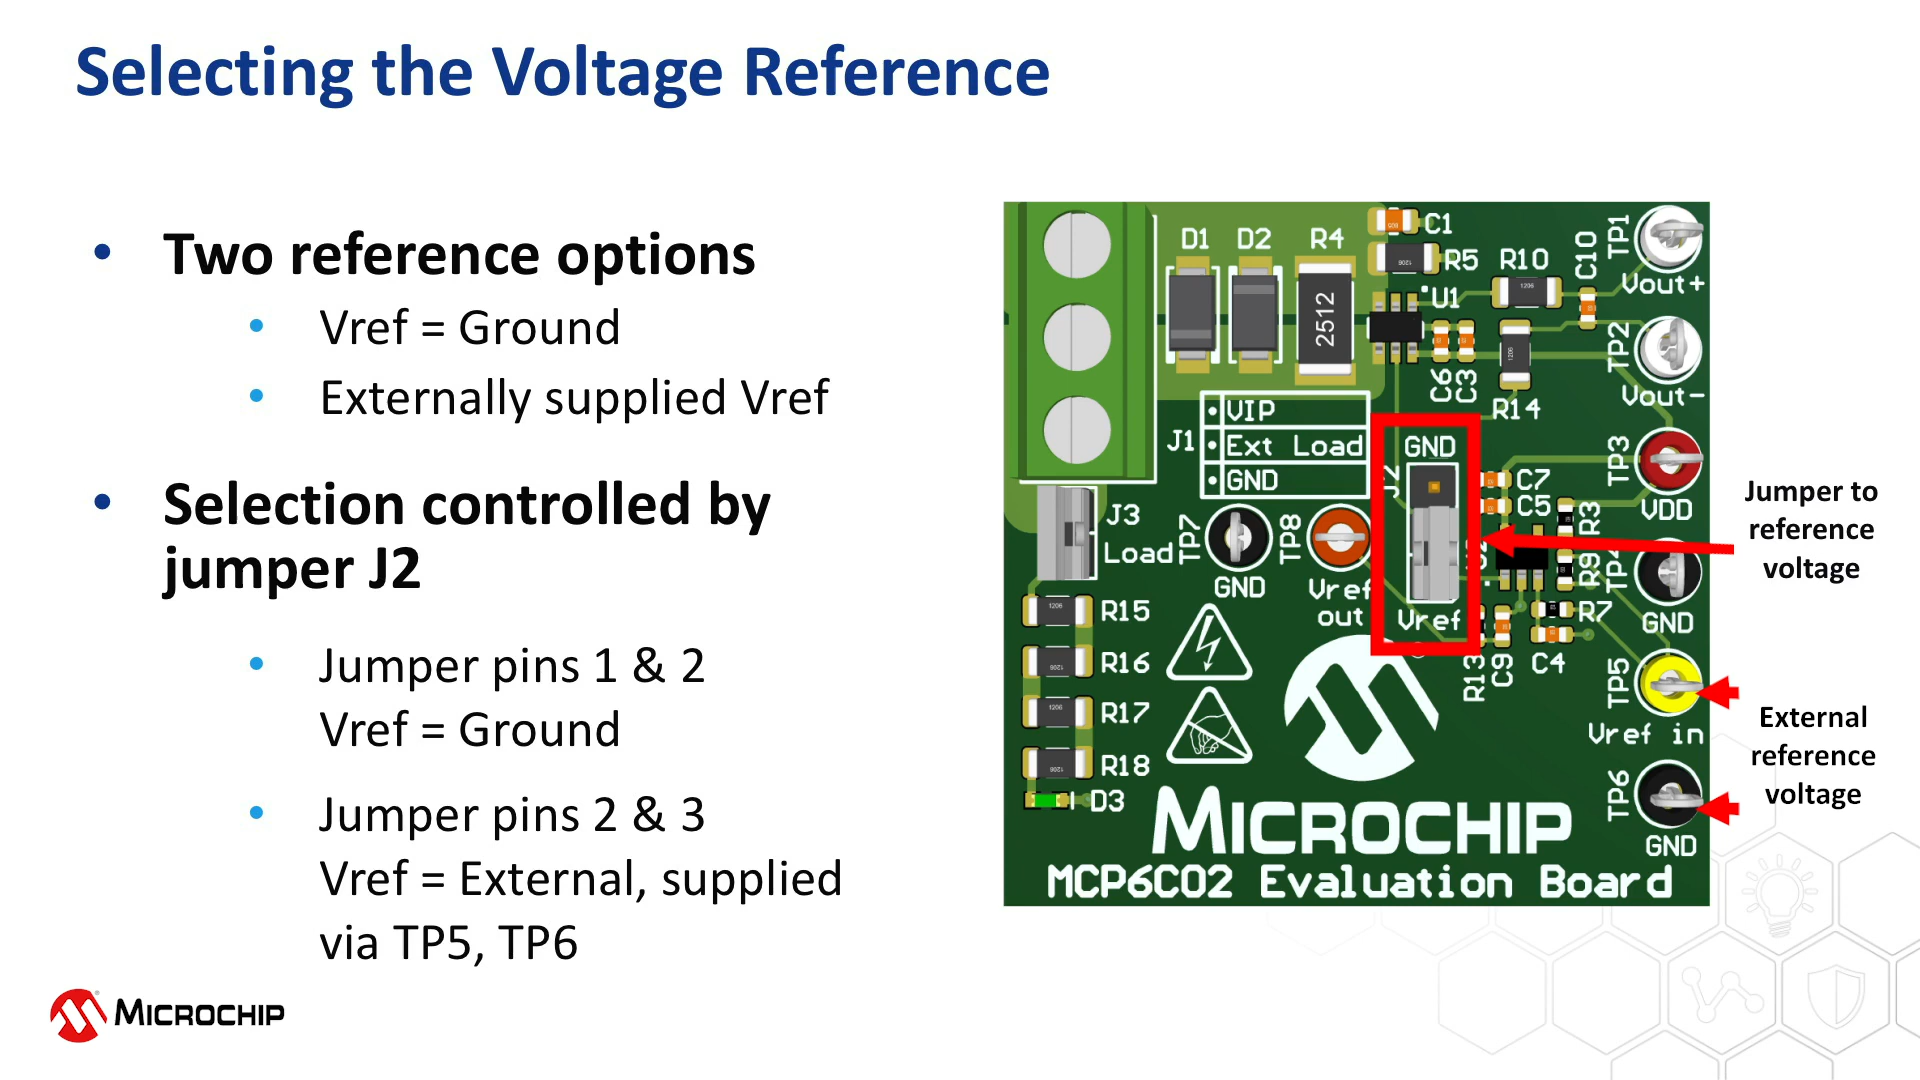 Selecting the Voltage Reference
• Two reference options
• Vref = Ground
• Externally supplied Vref
• Selection controlled by
jumper J2
• Jumper pins 1 & 2
Vref = Ground
• Jumper pins 2 & 3
Vref = External, supplied
via TP5, TP6
D1 D2 R4
C1
R5 R10
C10
TP1
Vout+
U1
2512
C6
C3
R14
TP2
Vout-
J1
VIP
Ext Load
GND
GND
J2
C7
C5
R3
TP3
VDD
J3
Load
TP7
GND
TP8
Vref
out
Vref
R9
TP4
GND
R7
C4
R13
C9
R15
R16
R17
R18
D3
TP5
Vref in
TP6
GND
MICROCHIP
MCP6C02 Evaluation Board
Jumper to
reference
voltage
External
reference
voltage
MICROCHIP